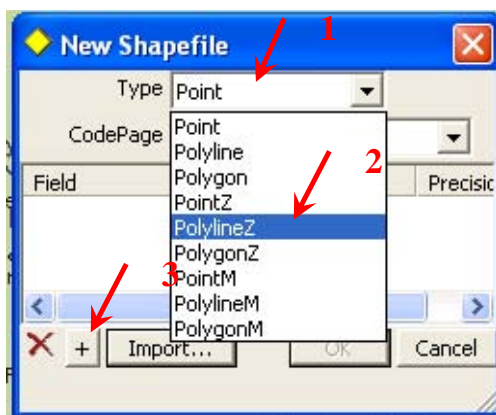 New Shapefile
1
Type Point
CodePage
Point
Polyline
Polygon
PointZ
PolylineZ
PolygonZ
PointM
PolylineM
PolygonM
2
Field
Precisio
3
+
Import...
OK
Cancel